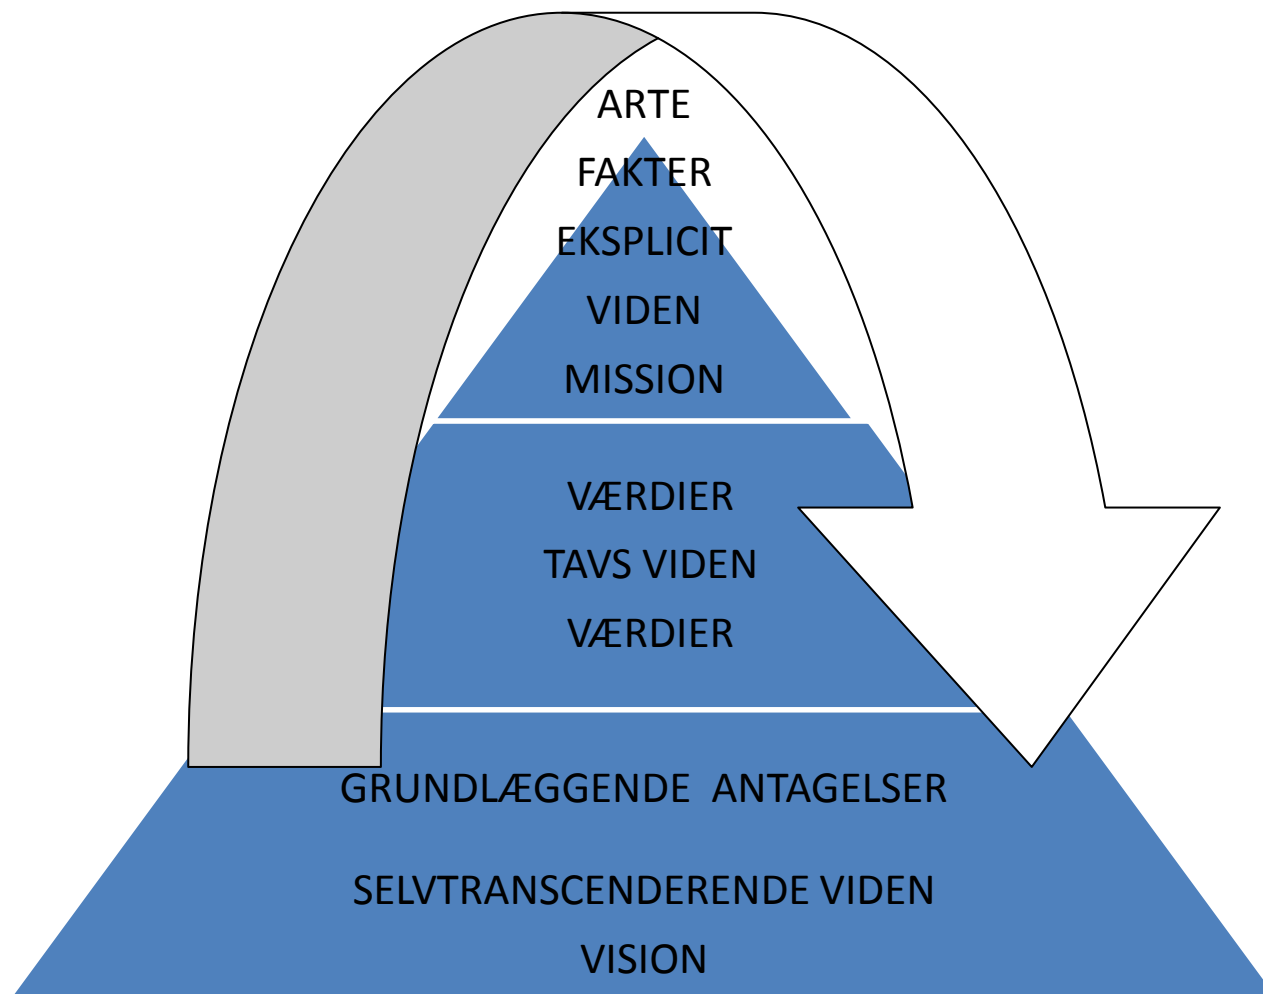 ARTE
FAKTER
EKSPLICIT
VIDEN
MISSION
VÆRDIER
TAVS VIDEN
VÆRDIER
GRUNDLÆGGENDE ANTAGELSER
SELVTRANSCENDERENDE VIDEN
VISION